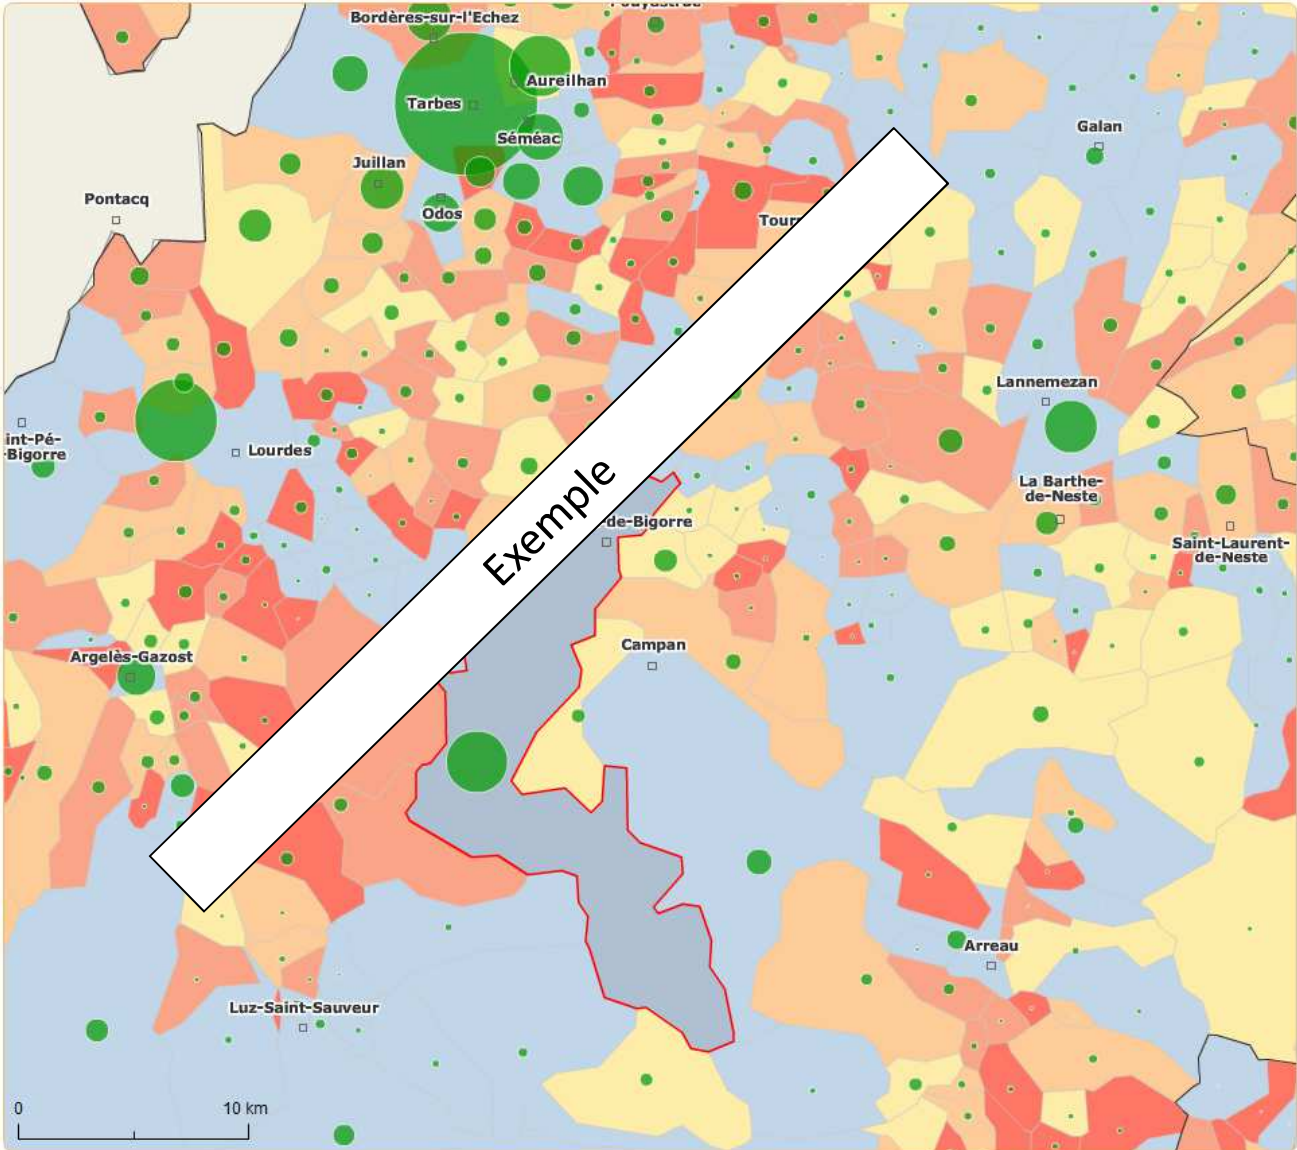 Bordères-sur-l'Echez
Aureilhan
Tarbes
Galan
Séméac
Juillan
Pontacq
Odos
Tour
Lannemezan
int-Pé-
-Bigorre
Lourdes
La Barthe-
de-Neste
Exemple
-de-Bigorre
Saint-Laurent-
de-Neste
Campan
Argelès-Gazost
Arreau
Luz-Saint-Sauveur
0 10 km